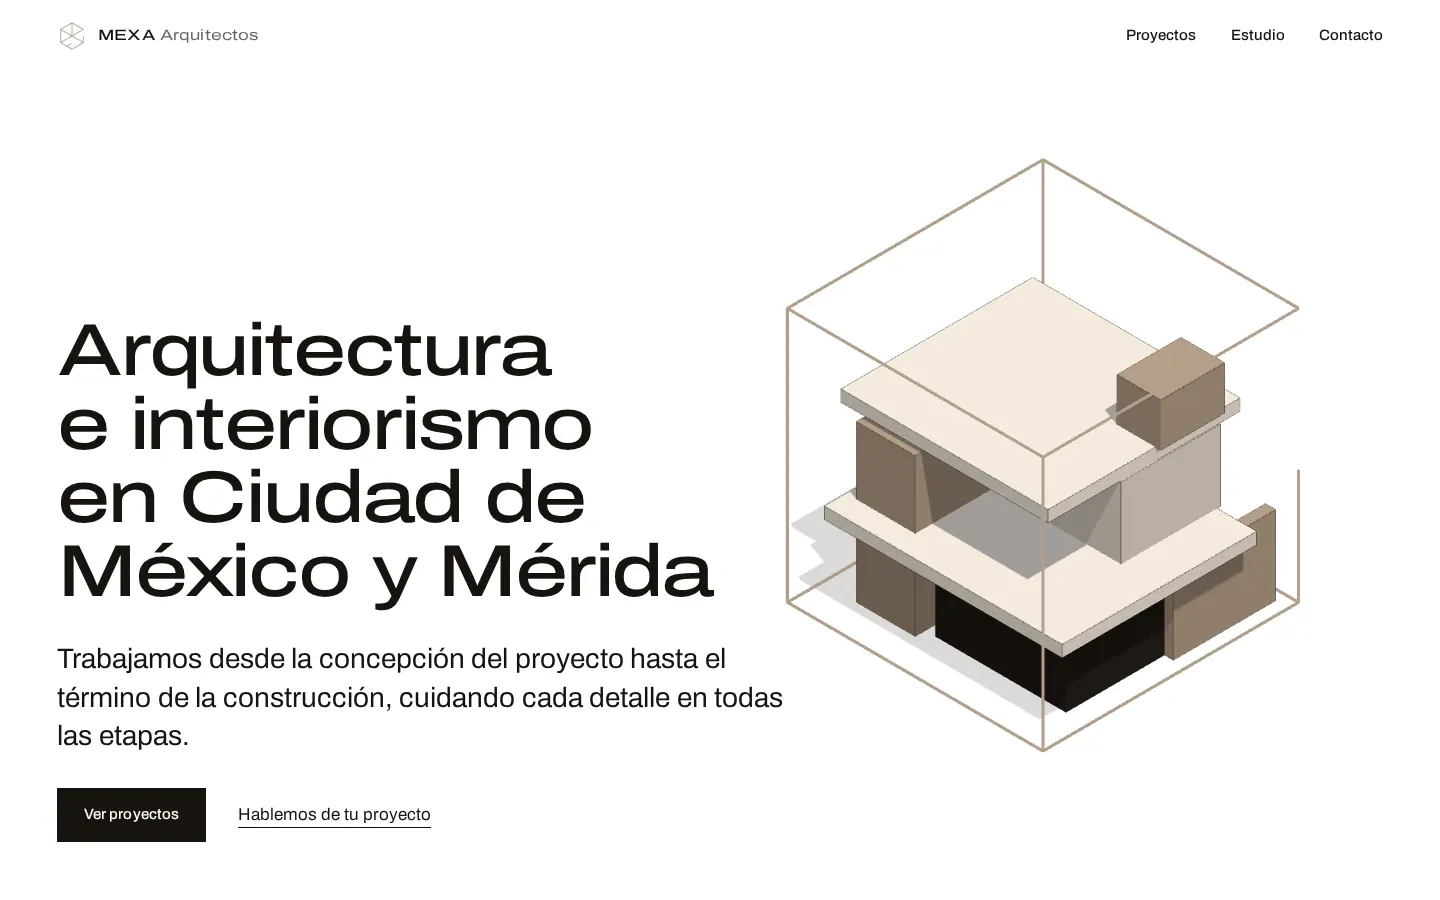 MEXA Arquitectos
Proyectos Estudio Contacto
Arquitectura
e interiorismo
en Ciudad de
México y Mérida
Trabajamos desde la concepción del proyecto hasta el
término de la construcción, cuidando cada detalle en todas
las etapas.
Ver proyectos Hablemos de tu proyecto